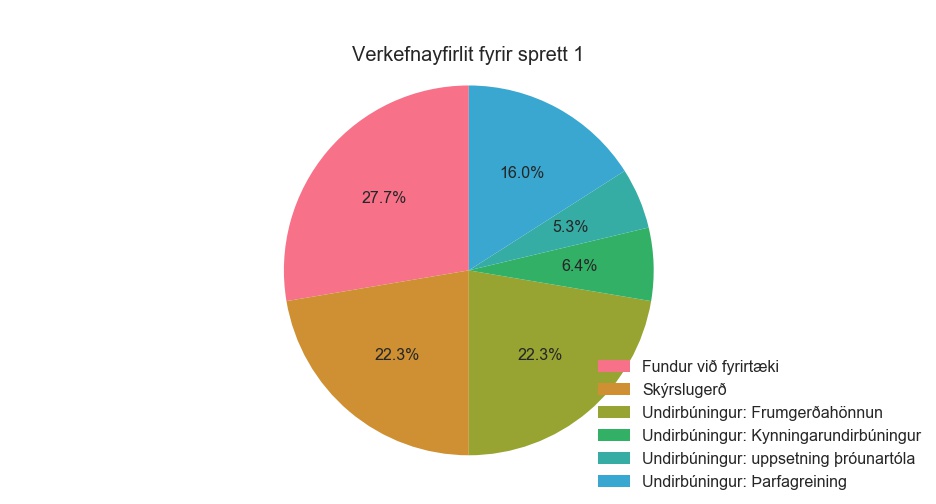 Verkefnayfirlit fyrir sprett 1
16.0%
27.7%
5.3%
6.4%
22.3%
22.3%
Fundur við fyrirtæki
Skýrslugerð
Undirbúningur: Frumgerðahönnun
Undirbúningur: Kynningarundirbúningur
Undirbúningur: uppsetning þróunartóla
Undirbúningur: Þarfagreining